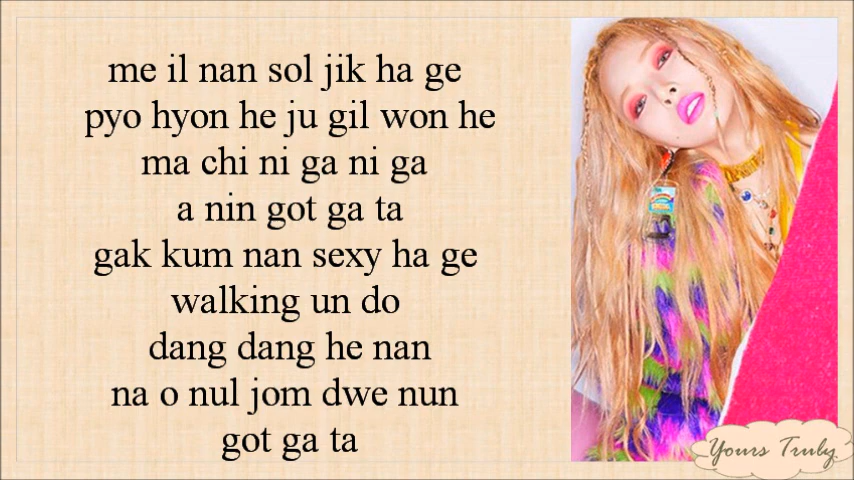 me il nan sol jik ha ge
pyo hyon he ju gil won he
ma chi ni ga ni ga
a nin got ga ta
gak kum nan sexy ha ge
walking un do
dang dang he nan
na o nul jom dwe nun
got ga ta
Yours Truly